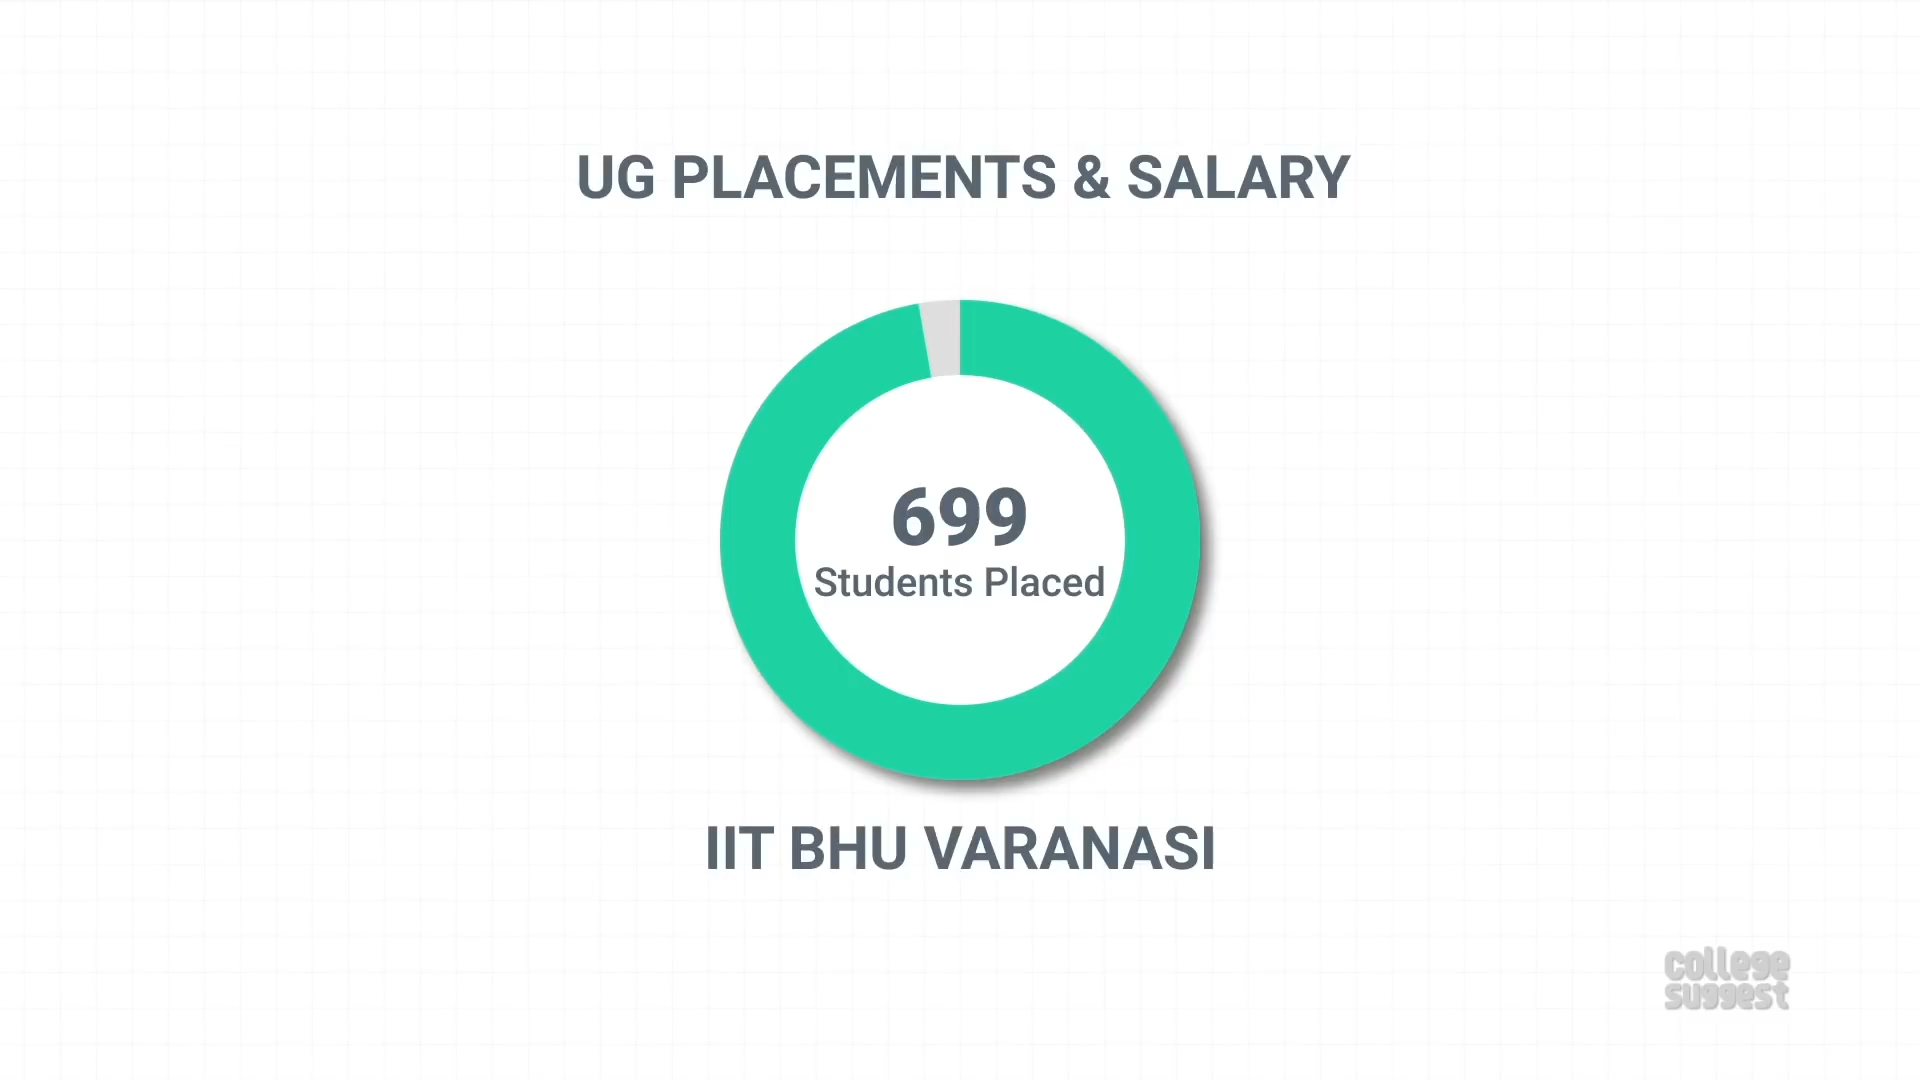 UG PLACEMENTS & SALARY
699
Students Placed
IIT BHU VARANASI
college
suggest